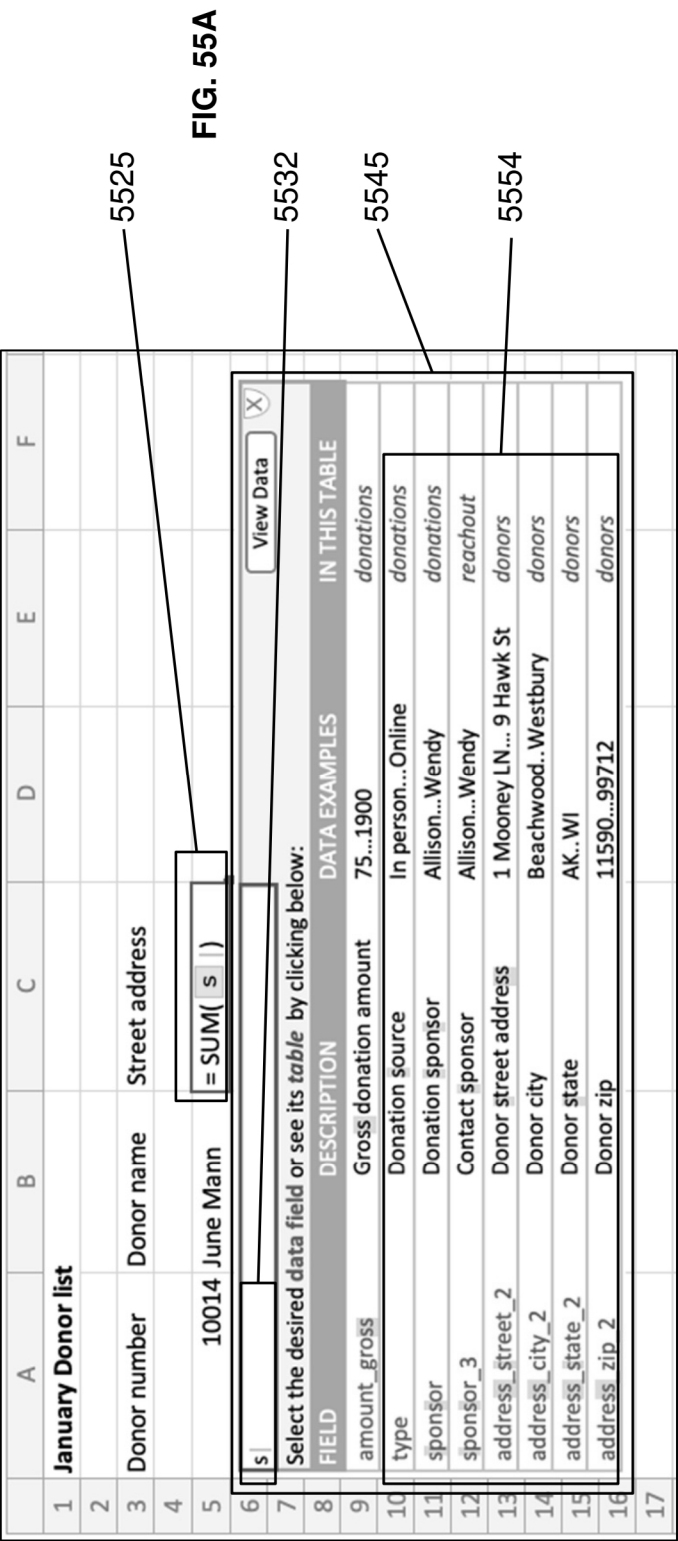 A B C D E F
1 January Donor list
2
3 Donor number Donor name Street address
4
5 10014 June Mann = SUM( s )
6 s View Data X
7 Select the desired data field or see its table by clicking below:
8 FIELD DESCRIPTION DATA EXAMPLES IN THIS TABLE
9 amount_gross Gross donation amount 75...1900 donations
10 type Donation source In person...Online donations
11 sponsor Donation sponsor Allison...Wendy donations
12 sponsor_3 Contact sponsor Allison...Wendy reachout
13 address_street_2 Donor street address 1 Mooney LN... 9 Hawk St donors
14 address_city_2 Donor city Beachwood..Westbury donors
15 address_state_2 Donor state AK..WI donors
16 address_zip_2 Donor zip 11590...99712 donors
17
5525
5532
5545
5554
FIG. 55A